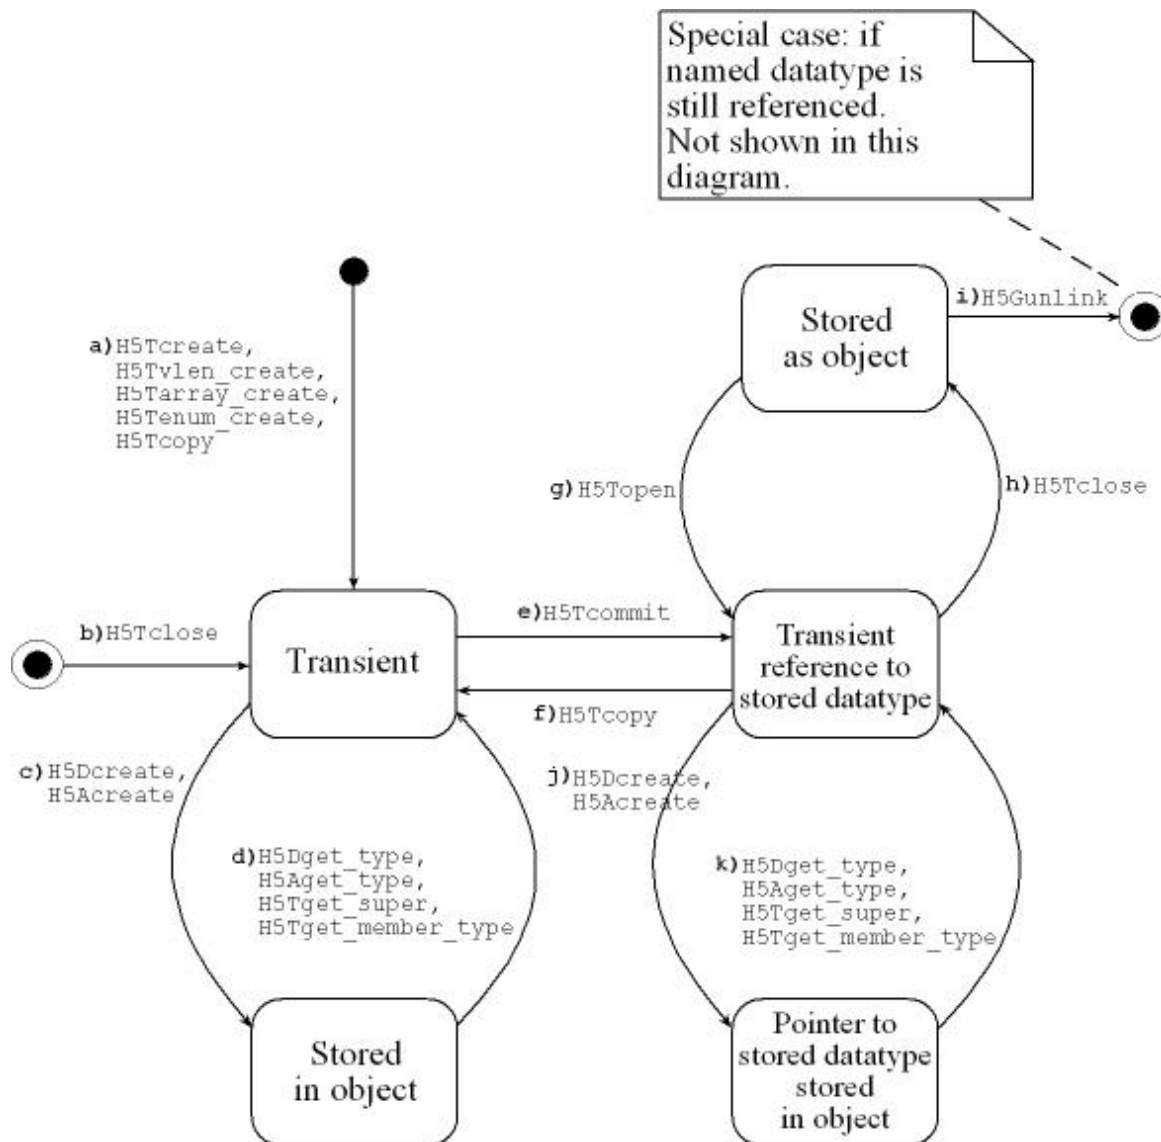 Special case: if
named datatype is
still referenced.
Not shown in this
diagram.
a)H5Tcreate,
H5Tvlen_create,
H5Tarray_create,
H5Tenum_create,
H5Tcopy
Stored
as object
i)H5Gunlink
g)H5Topen
h)H5Tclose
b)H5Tclose
Transient
e)H5Tcommit
f)H5Tcopy
Transient
reference to
stored datatype
c)H5Dcreate,
H5Acreate
d)H5Dget_type,
H5Aget_type,
H5Tget_super,
H5Tget_member_type
j)H5Dcreate,
H5Acreate
k)H5Dget_type,
H5Aget_type,
H5Tget_super,
H5Tget_member_type
Stored
in object
Pointer to
stored datatype
stored
in object